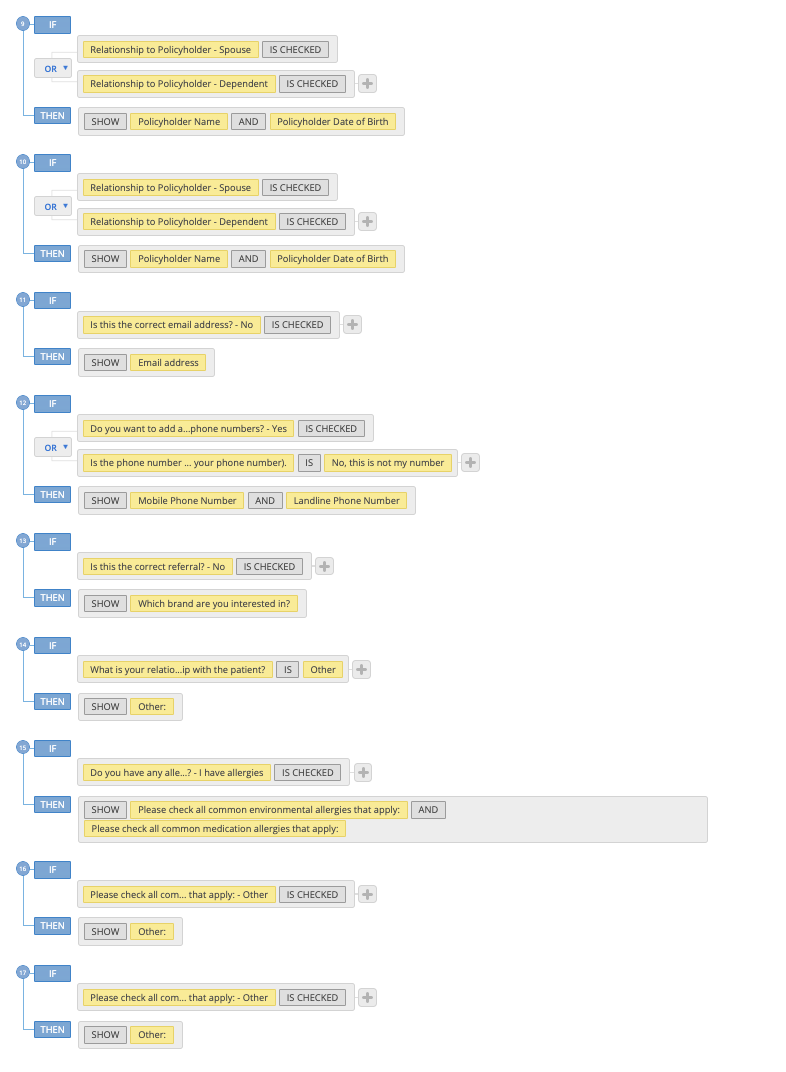 9 IF
Relationship to Policyholder - Spouse IS CHECKED
OR
Relationship to Policyholder - Dependent IS CHECKED
THEN SHOW Policyholder Name AND Policyholder Date of Birth
10 IF
Relationship to Policyholder - Spouse IS CHECKED
OR
Relationship to Policyholder - Dependent IS CHECKED
THEN SHOW Policyholder Name AND Policyholder Date of Birth
11 IF
Is this the correct email address? - No IS CHECKED
THEN SHOW Email address
12 IF
Do you want to add a...phone numbers? - Yes IS CHECKED
OR
Is the phone number ... your phone number). IS No, this is not my number
THEN SHOW Mobile Phone Number AND Landline Phone Number
13 IF
Is this the correct referral? - No IS CHECKED
THEN SHOW Which brand are you interested in?
14 IF
What is your relatio...ip with the patient? IS Other
THEN SHOW Other:
15 IF
Do you have any alle...? - I have allergies IS CHECKED
THEN SHOW Please check all common environmental allergies that apply: AND
Please check all common medication allergies that apply:
16 IF
Please check all com... that apply: - Other IS CHECKED
THEN SHOW Other:
17 IF
Please check all com... that apply: - Other IS CHECKED
THEN SHOW Other: